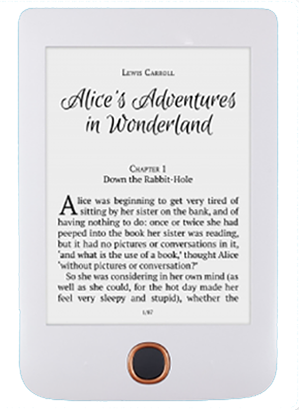 Lewis Carroll
Alice's Adventures
in Wonderland
Chapter 1
Down the Rabbit-Hole
Alice was beginning to get very tired of
sitting by her sister on the bank, and of
having nothing to do: once or twice she had
peeped into the book her sister was reading,
but it had no pictures or conversations in it,
'and what is the use of a book,' thought Alice
'without pictures or conversation?'
So she was considering in her own mind (as
well as she could, for the hot day made her
feel very sleepy and stupid), whether the
1/87